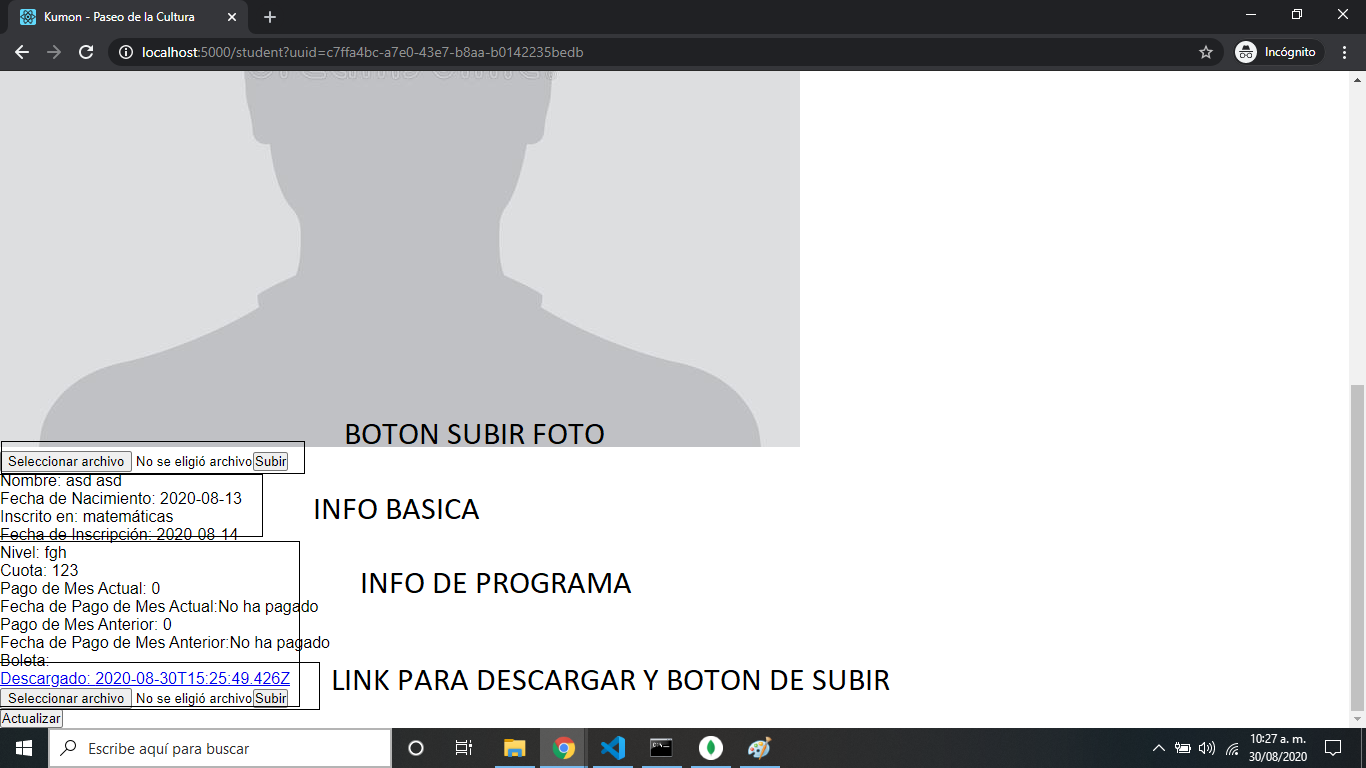 Kumon - Paseo de la Cultura
localhost:5000/student?uuid=c7ffa4bc-a7e0-43e7-b8aa-b0142235bedb
Incógnito
BOTON SUBIR FOTO
Seleccionar archivo No se eligió archivo Subir
Nombre: asd asd
Fecha de Nacimiento: 2020-08-13
Inscrito en: matemáticas
Fecha de Inscripción: 2020-08-14
INFO BASICA
Nivel: fgh
Cuota: 123
Pago de Mes Actual: 0
Fecha de Pago de Mes Actual:No ha pagado
Pago de Mes Anterior: 0
Fecha de Pago de Mes Anterior:No ha pagado
INFO DE PROGRAMA
Boleta:
Descargado: 2020-08-30T15:25:49.426Z
LINK PARA DESCARGAR Y BOTON DE SUBIR
Seleccionar archivo No se eligió archivo Subir
Actualizar
Escribe aquí para buscar
10:27 a. m.
30/08/2020